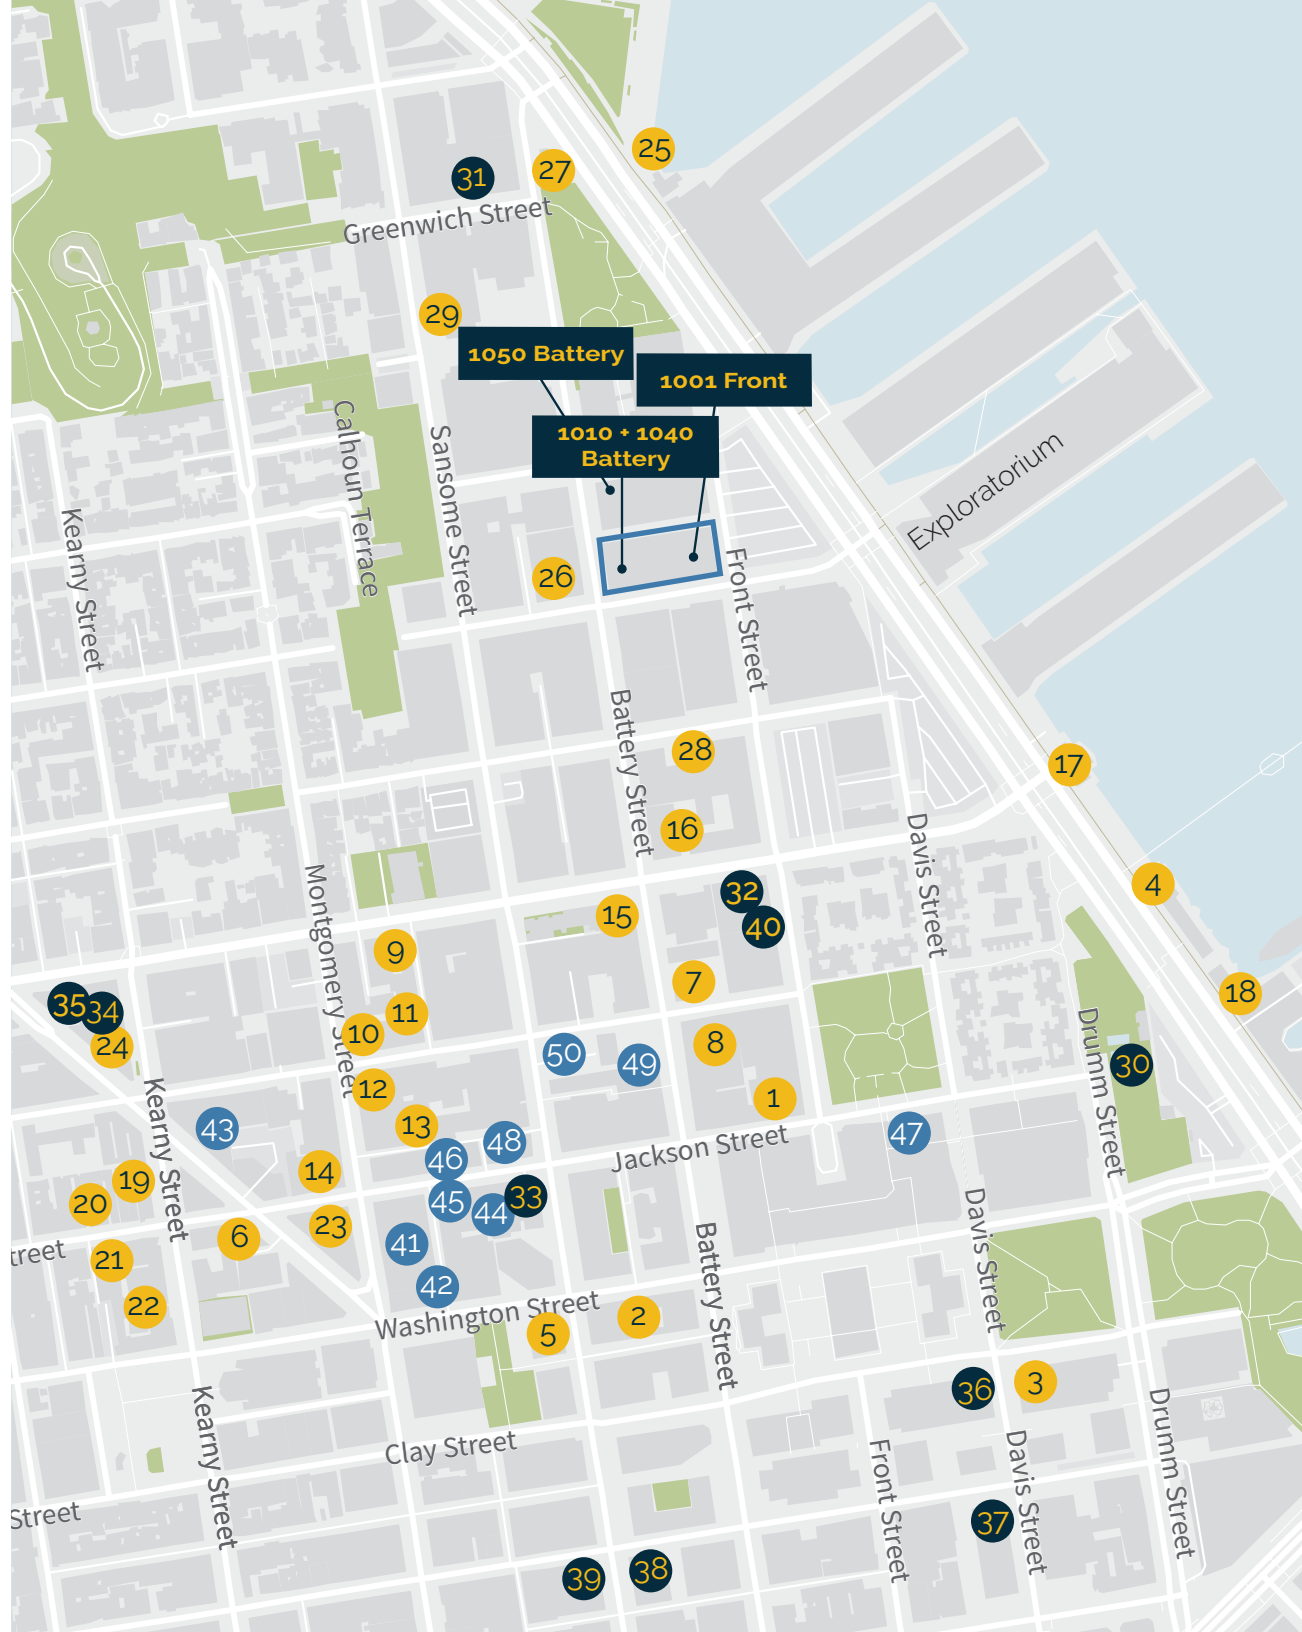 25
27
31
Greenwich Street
29
1050 Battery
1001 Front
1010 + 1040
Battery
Calhoun Terrace
Sansome Street
Exploratorium
Kearny Street
26
Front Street
Battery Street
28
17
16
Davis Street
4
32
40
15
Montgomery Street
9
7
18
35
34
11
10
24
8
50
49
Drumm Street
30
12
1
Kearny Street
43
13
48
47
Jackson Street
46
14
19
20
45
44
33
23
6
41
treet
21
42
Davis Street
Battery Street
22
Washington Street
2
5
3
36
Kearny Street
Drumm Street
Clay Street
Front Street
Davis Street
Street
37
38
39